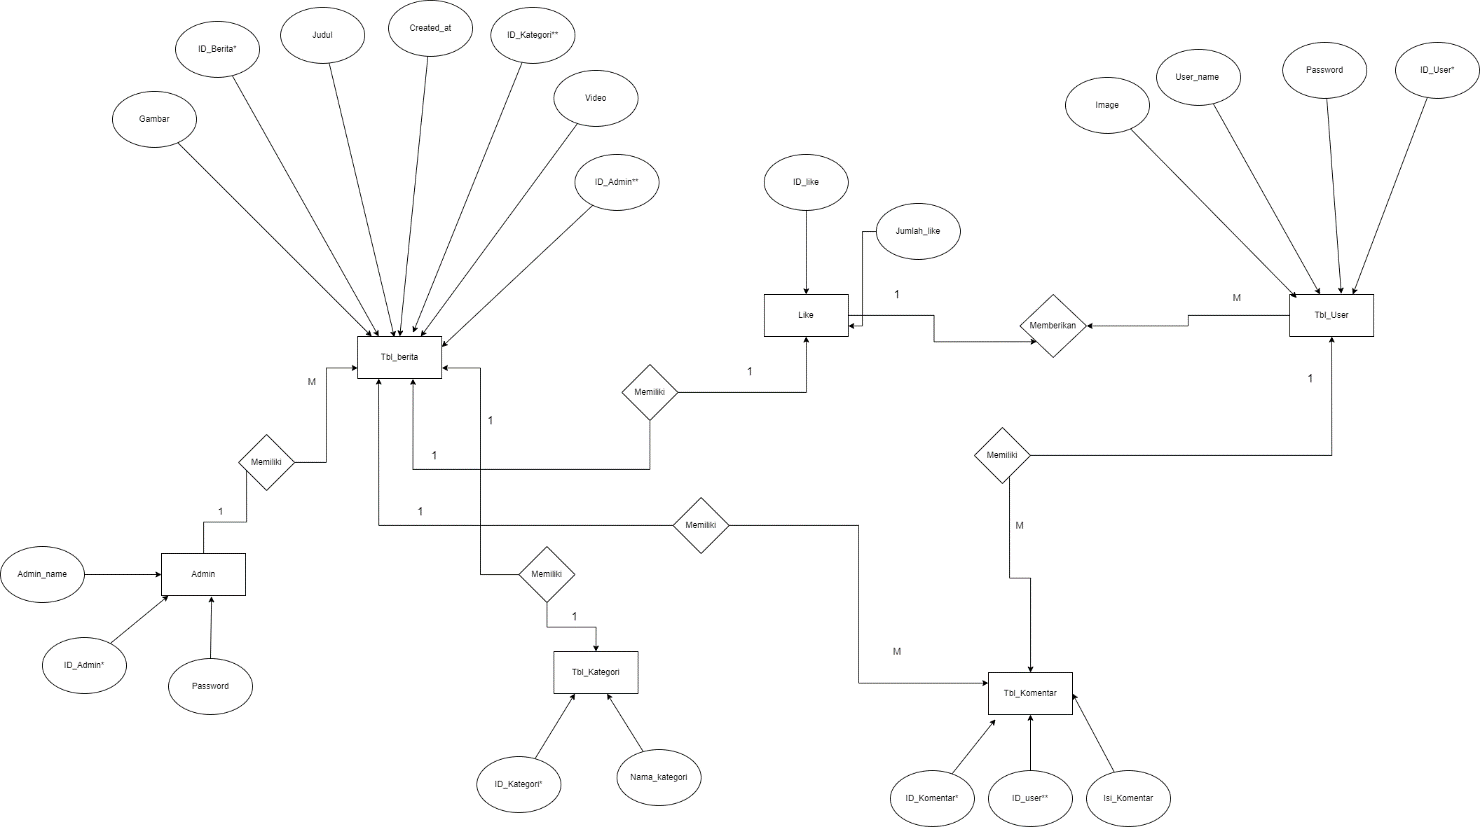 Created_at
Judul
ID_Kategori**
ID_Berita*
Video
Gambar
ID_Admin**
Password
ID_User*
User_name
Image
ID_like
Jumlah_like
1
M
Like
Memberikan
Tbl_User
Tbl_berita
M
1
1
Memiliki
1
1
Memiliki
Memiliki
1
1
Memiliki
M
Admin_name
Admin
Memiliki
1
ID_Admin*
Password
M
Tbl_Kategori
Tbl_Komentar
ID_Kategori*
Nama_kategori
ID_Komentar*
ID_user**
Isi_Komentar